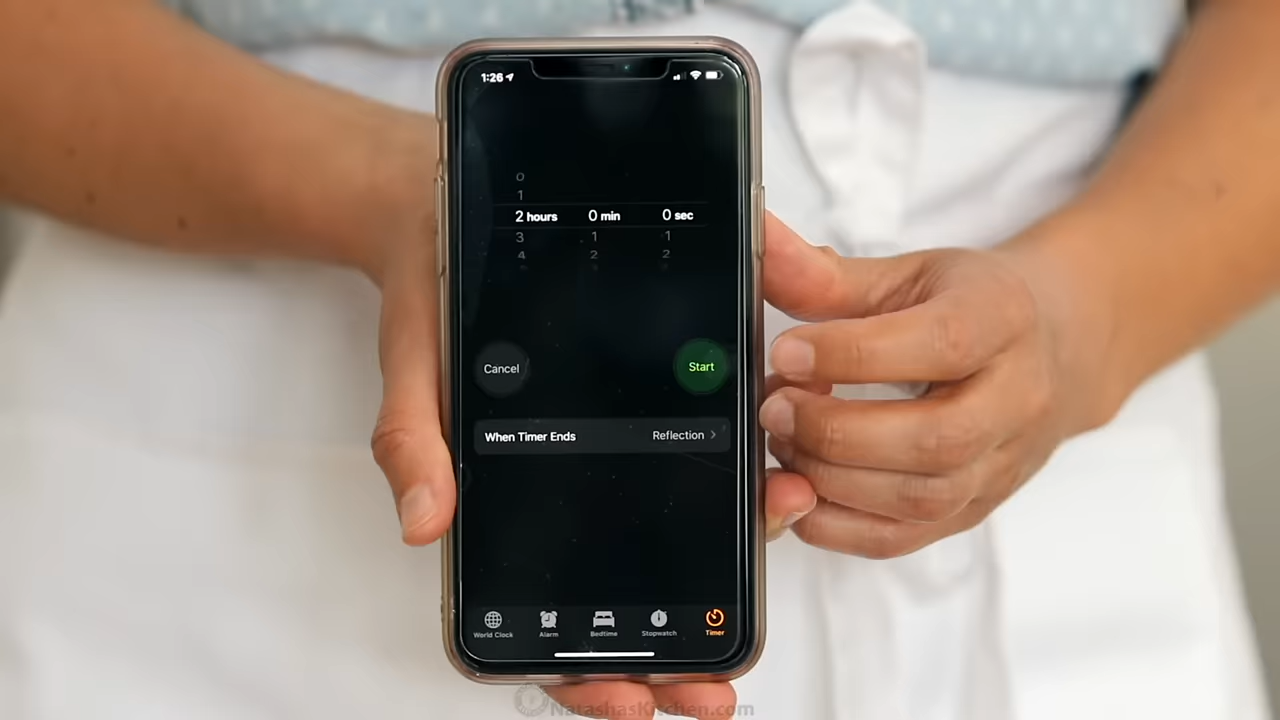 1:26
0
1
2 hours 0 min 0 sec
3 1 1
4 2 2
Cancel Start
When Timer Ends Reflection
World Clock Alarm Bedtime Stopwatch Timer
NatashasKitchen.com